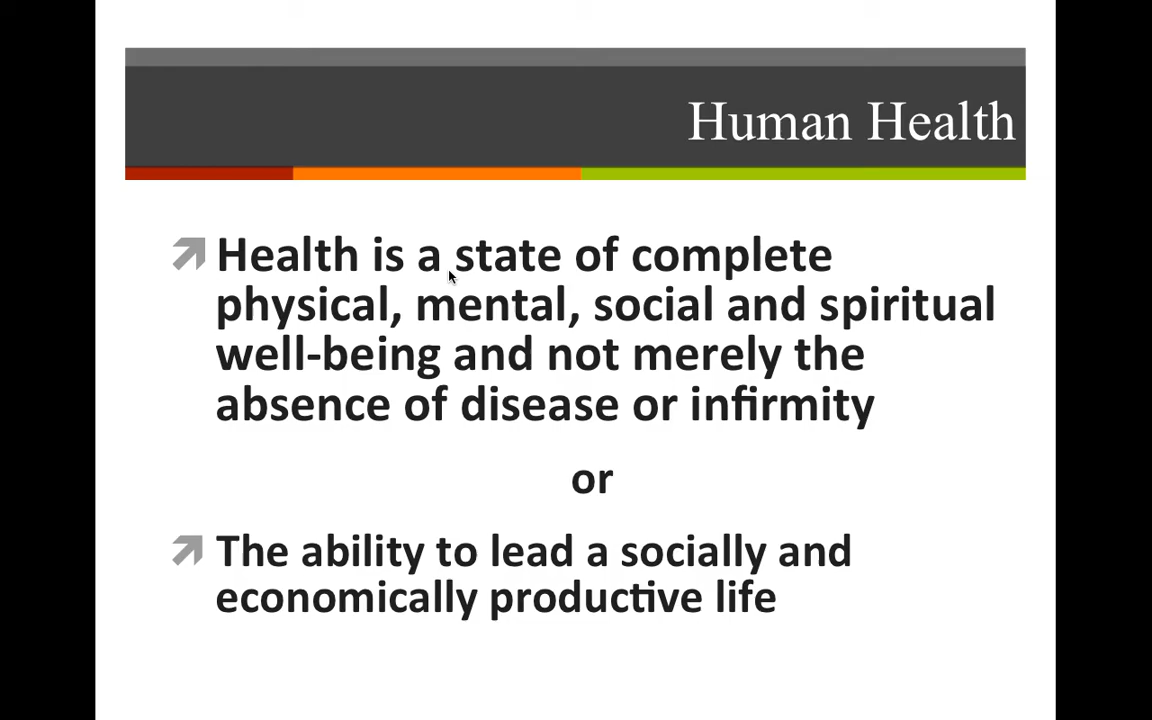 Human Health
Health is a state of complete
physical, mental, social and spiritual
well-being and not merely the
absence of disease or infirmity
or
The ability to lead a socially and
economically productive life